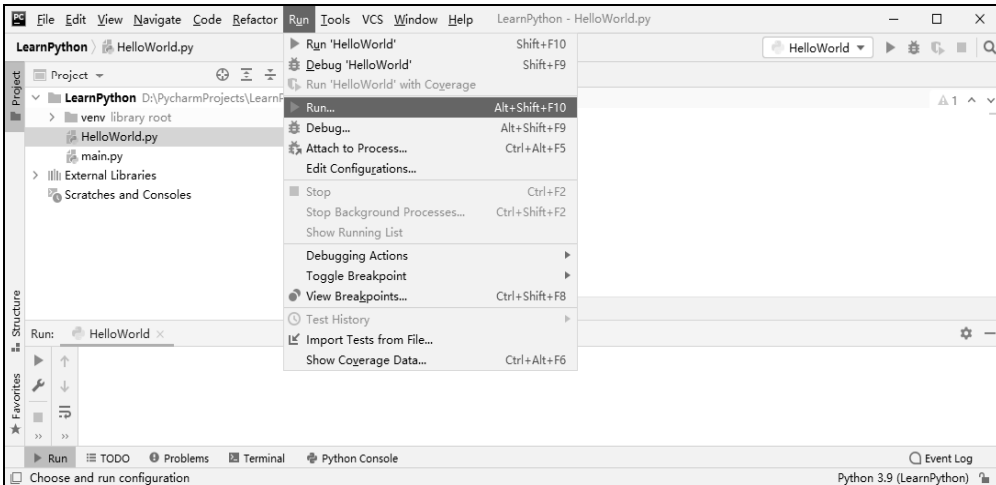 PC File Edit View Navigate Code Refactor Run Tools VCS Window Help LearnPython - HelloWorld.py
LearnPython HelloWorld.py
HelloWorld
Project
Project
LearnPython D:\PycharmProjects\LearnP
venv library root
HelloWorld.py
main.py
External Libraries
Scratches and Consoles
Run 'HelloWorld' Shift+F10
Debug 'HelloWorld' Shift+F9
Run 'HelloWorld' with Coverage
Run... Alt+Shift+F10
Debug... Alt+Shift+F9
Attach to Process... Ctrl+Alt+F5
Edit Configurations...
Stop Ctrl+F2
Stop Background Processes... Ctrl+Shift+F2
Show Running List
Debugging Actions
Toggle Breakpoint
View Breakpoints... Ctrl+Shift+F8
Test History
Import Tests from File...
Show Coverage Data... Ctrl+Alt+F6
1
Structure
Favorites
Run: HelloWorld
Run TODO Problems Terminal Python Console Event Log
Choose and run configuration Python 3.9 (LearnPython)